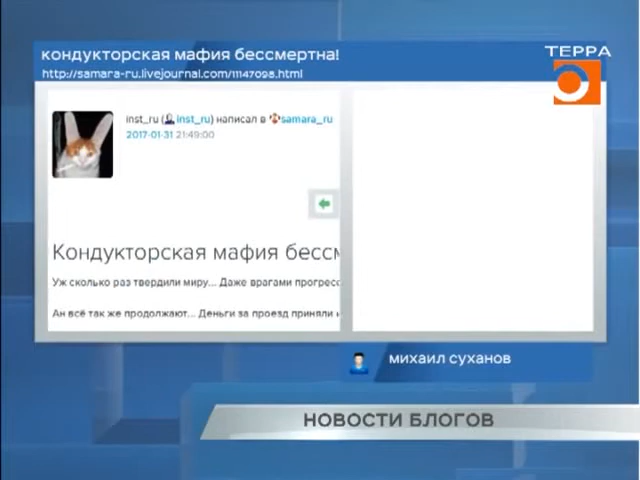 кондукторская мафия бессмертна!
http://samara-ru.livejournal.com/11147098.html
ТЕРРА
inst_ru (inst_ru) написал в samara_ru
2017-01-31 21:49:00
Кондукторская мафия бессм
Уж сколько раз твердили миру... Даже врагами прогресс
Ан всё так же продолжают... Деньги за проезд приняли и
михаил суханов
НОВОСТИ БЛОГОВ